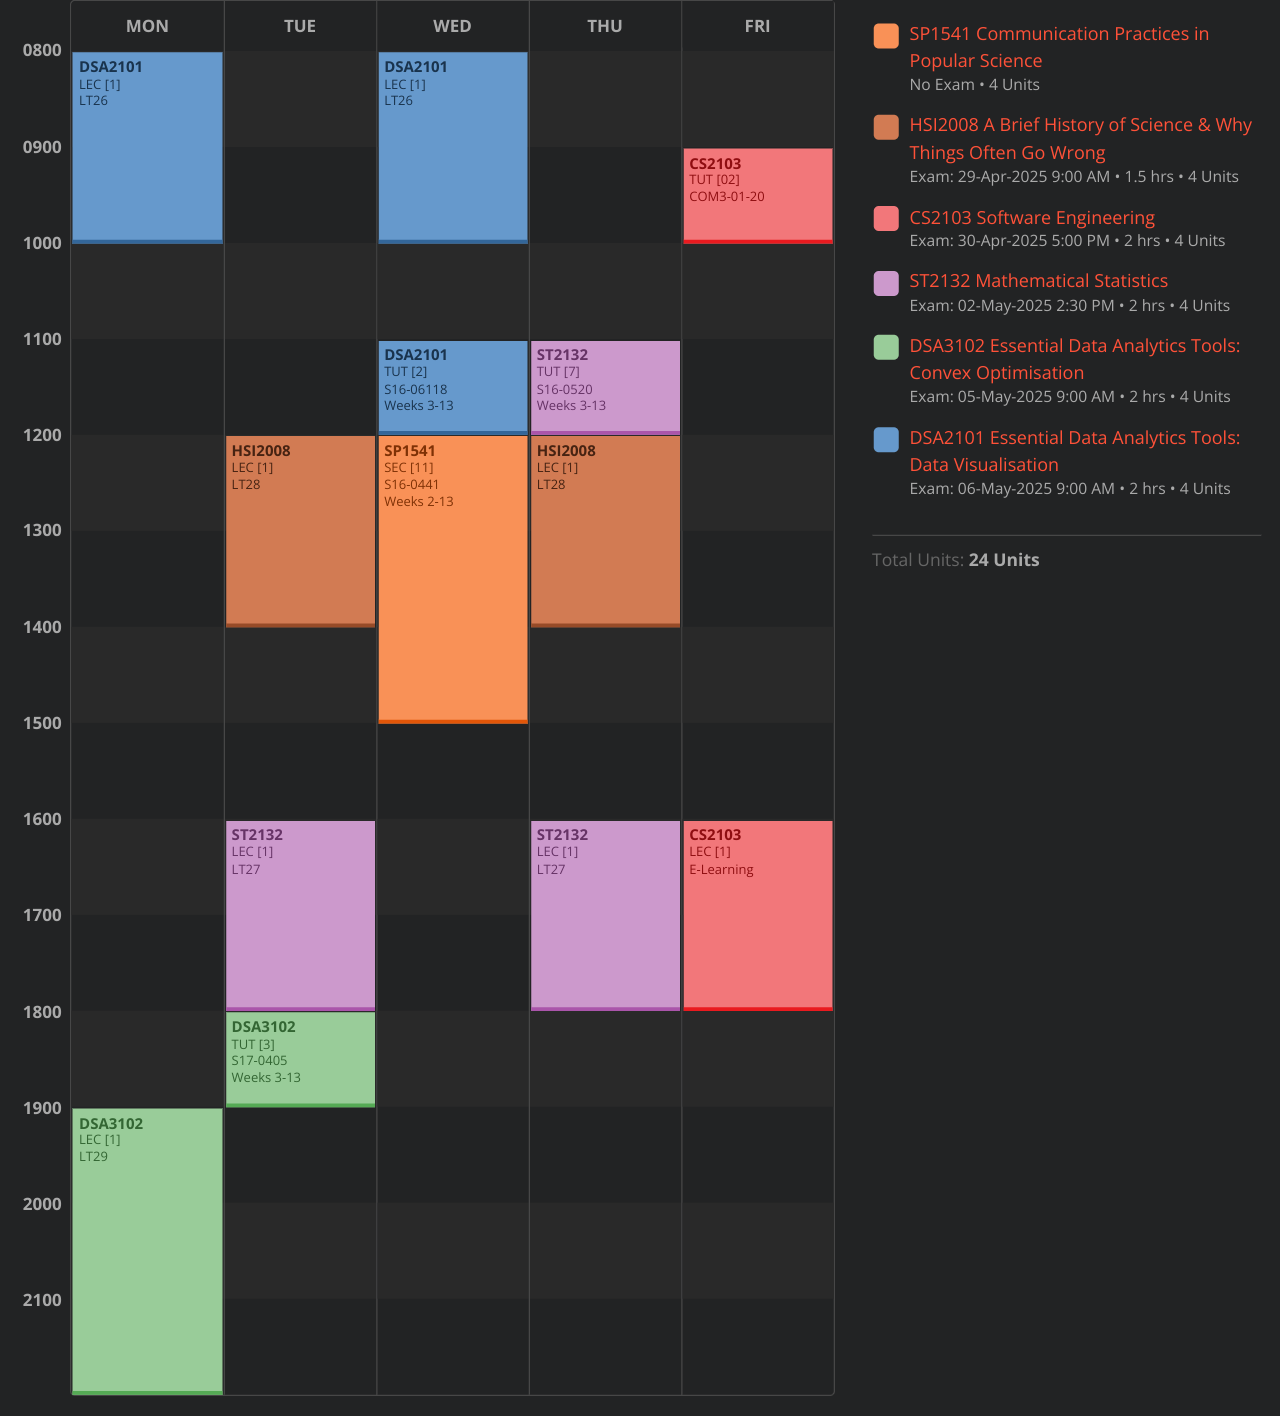 MON
TUE
WED
THU
FRI
0800
0900
1000
1100
1200
1300
1400
1500
1600
1700
1800
1900
2000
2100
DSA2101
LEC [1]
LT26
DSA3102
LEC [1]
LT29
HSI2008
LEC [1]
LT28
ST2132
LEC [1]
LT27
DSA3102
TUT [3]
S17-0405
Weeks 3-13
DSA2101
LEC [1]
LT26
DSA2101
TUT [2]
S16-06118
Weeks 3-13
SP1541
SEC [11]
S16-0441
Weeks 2-13
ST2132
TUT [7]
S16-0520
Weeks 3-13
HSI2008
LEC [1]
LT28
ST2132
LEC [1]
LT27
CS2103
TUT [02]
COM3-01-20
CS2103
LEC [1]
E-Learning
SP1541 Communication Practices in
Popular Science
No Exam • 4 Units
HSI2008 A Brief History of Science & Why
Things Often Go Wrong
Exam: 29-Apr-2025 9:00 AM • 1.5 hrs • 4 Units
CS2103 Software Engineering
Exam: 30-Apr-2025 5:00 PM • 2 hrs • 4 Units
ST2132 Mathematical Statistics
Exam: 02-May-2025 2:30 PM • 2 hrs • 4 Units
DSA3102 Essential Data Analytics Tools:
Convex Optimisation
Exam: 05-May-2025 9:00 AM • 2 hrs • 4 Units
DSA2101 Essential Data Analytics Tools:
Data Visualisation
Exam: 06-May-2025 9:00 AM • 2 hrs • 4 Units
Total Units: 24 Units